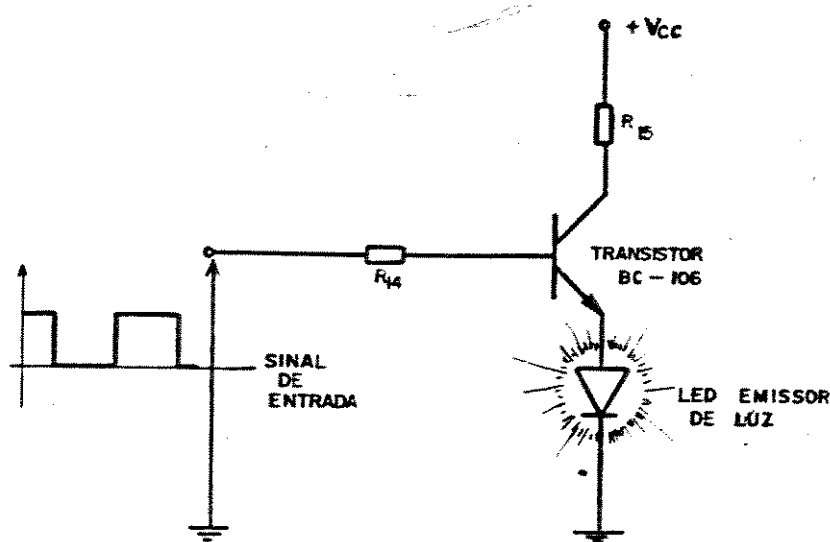 + Vcc
R15
TRANSISTOR
BC - 106
R14
SINAL
DE
ENTRADA
LED EMISSOR
DE LUZ